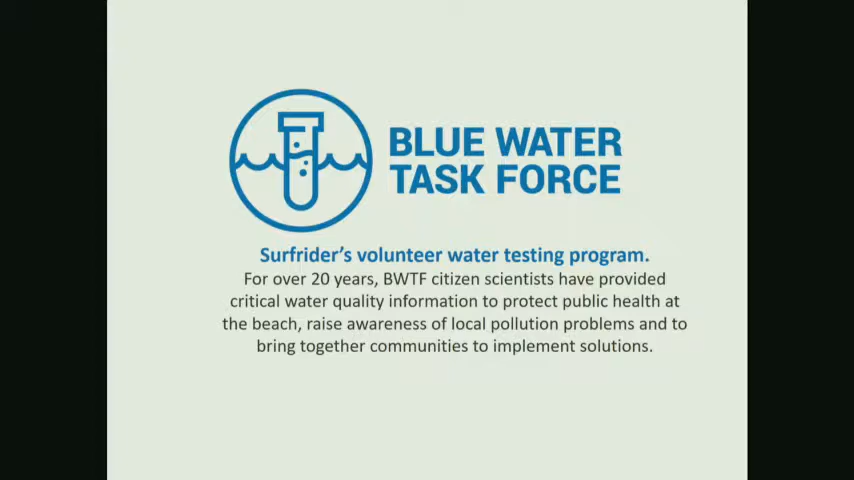 BLUE WATER
TASK FORCE
Surfrider's volunteer water testing program.
For over 20 years, BWTF citizen scientists have provided
critical water quality information to protect public health at
the beach, raise awareness of local pollution problems and to
bring together communities to implement solutions.